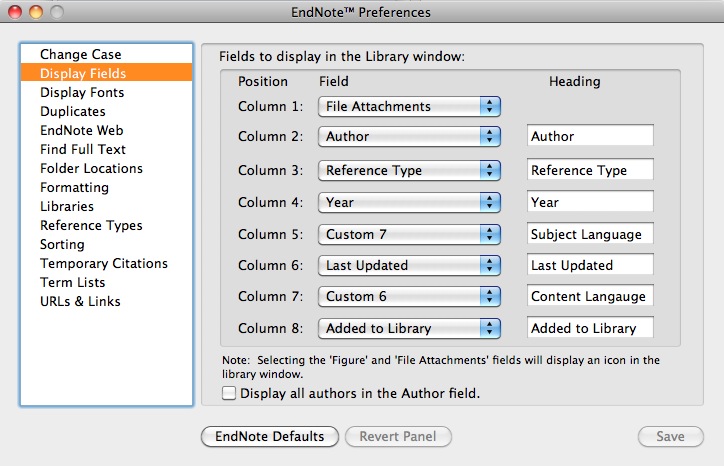 EndNote™ Preferences
Change Case
Display Fields
Display Fonts
Duplicates
EndNote Web
Find Full Text
Folder Locations
Formatting
Libraries
Reference Types
Sorting
Temporary Citations
Term Lists
URLs & Links
Fields to display in the Library window:
Position Field Heading
Column 1: File Attachments
Column 2: Author Author
Column 3: Reference Type Reference Type
Column 4: Year Year
Column 5: Custom 7 Subject Language
Column 6: Last Updated Last Updated
Column 7: Custom 6 Content Langauge
Column 8: Added to Library Added to Library
Note: Selecting the 'Figure' and 'File Attachments' fields will display an icon in the
library window.
Display all authors in the Author field.
EndNote Defaults Revert Panel Save